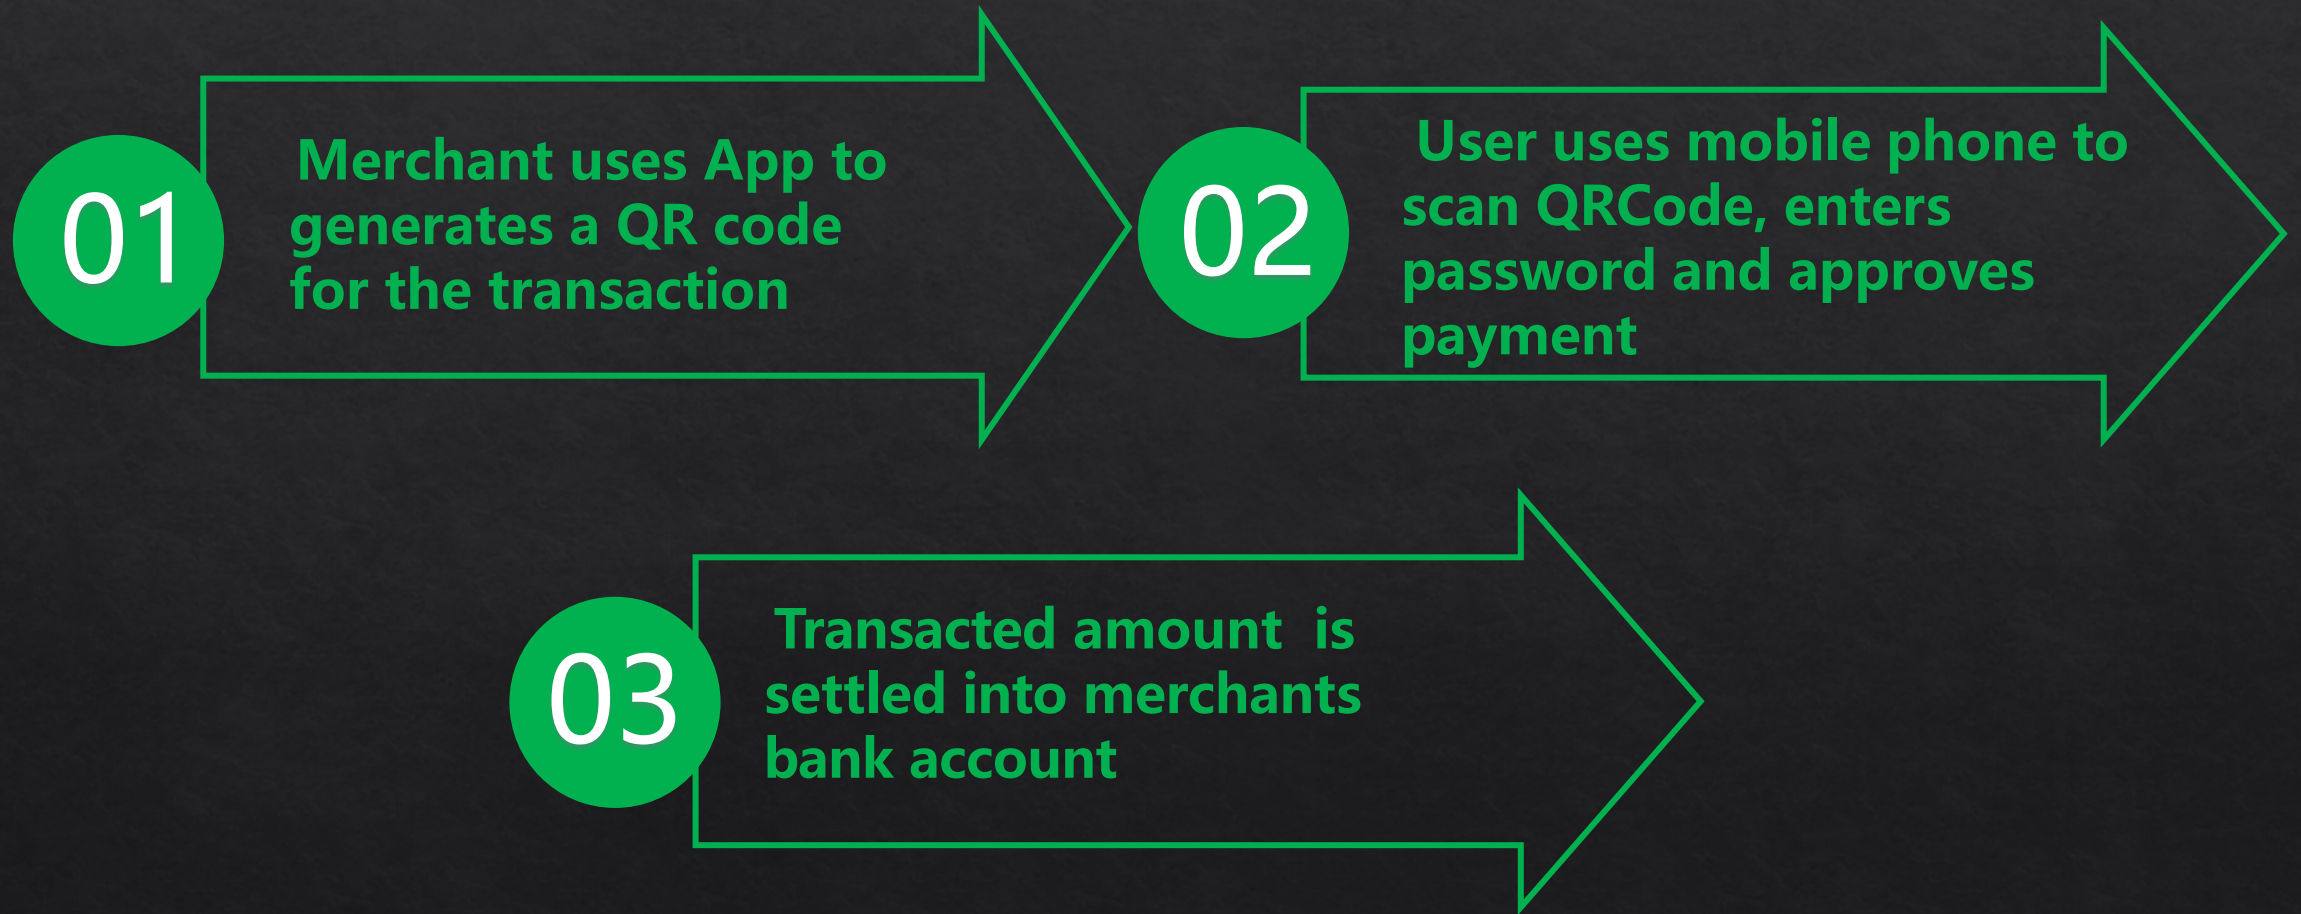 01
Merchant uses App to
generates a QR code
for the transaction
02
User uses mobile phone to
scan QRCode, enters
password and approves
payment
03
Transacted amount  is
settled into merchants
bank account